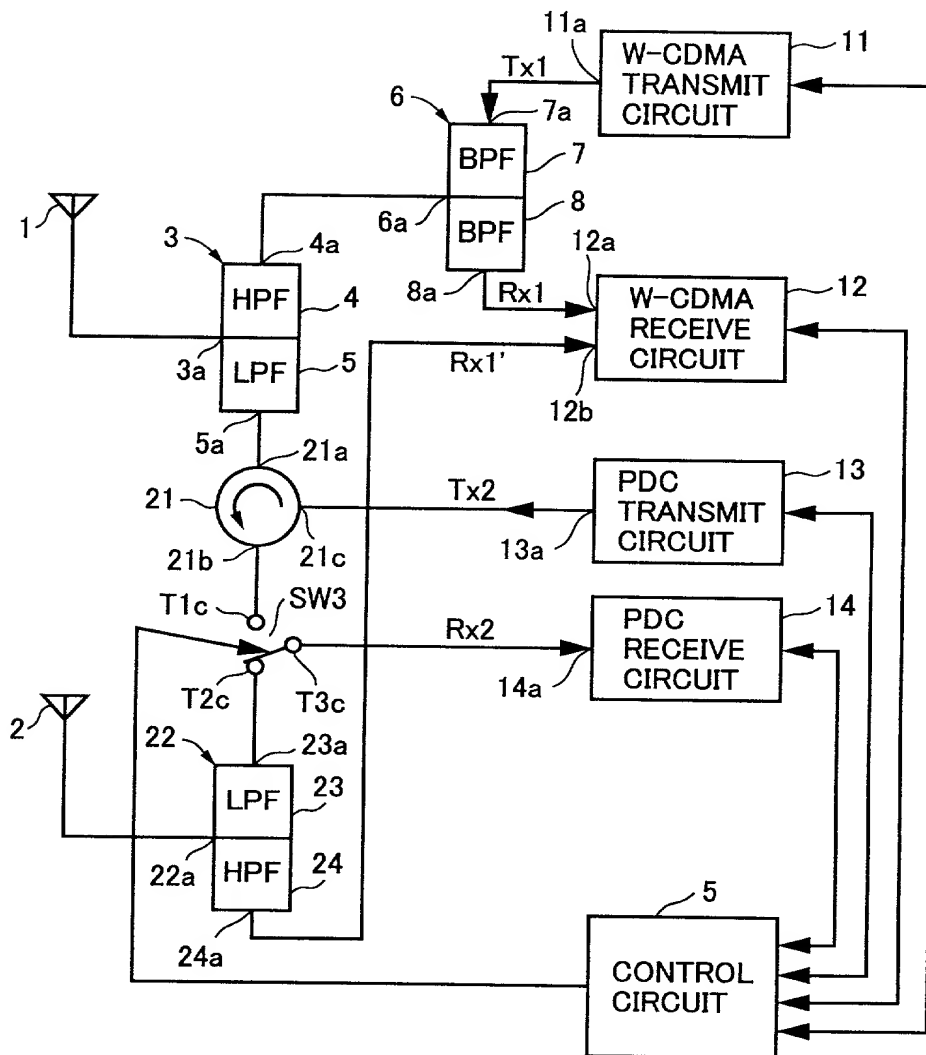 11a
W-CDMA
TRANSMIT
CIRCUIT
11
Tx1
6
7a
BPF
7
1
6a
8
BPF
3
4a
12a
8a
Rx1
W-CDMA
RECEIVE
CIRCUIT
12
HPF
4
3a
LPF
5
Rx1'
12b
5a
21a
21
Tx2
PDC
TRANSMIT
CIRCUIT
13
13a
21b
21c
T1c
SW3
Rx2
PDC
RECEIVE
CIRCUIT
14
14a
T2c
T3c
2
22
23a
LPF
23
22a
HPF
24
24a
5
CONTROL
CIRCUIT